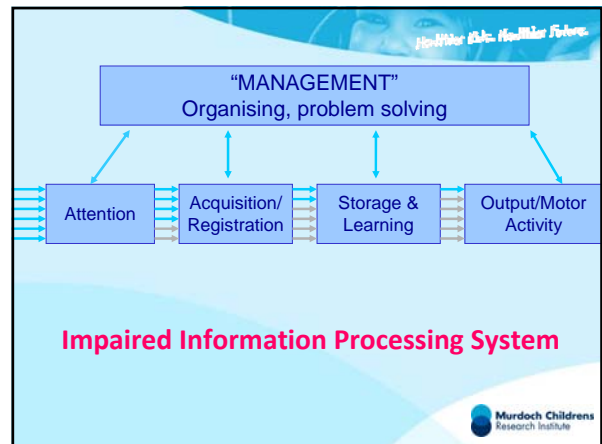 Healthier Kids. Healthier Future.
“MANAGEMENT”
Organising, problem solving
Attention
Acquisition/
Registration
Storage &
Learning
Output/Motor
Activity
Impaired Information Processing System
Murdoch Childrens
Research Institute